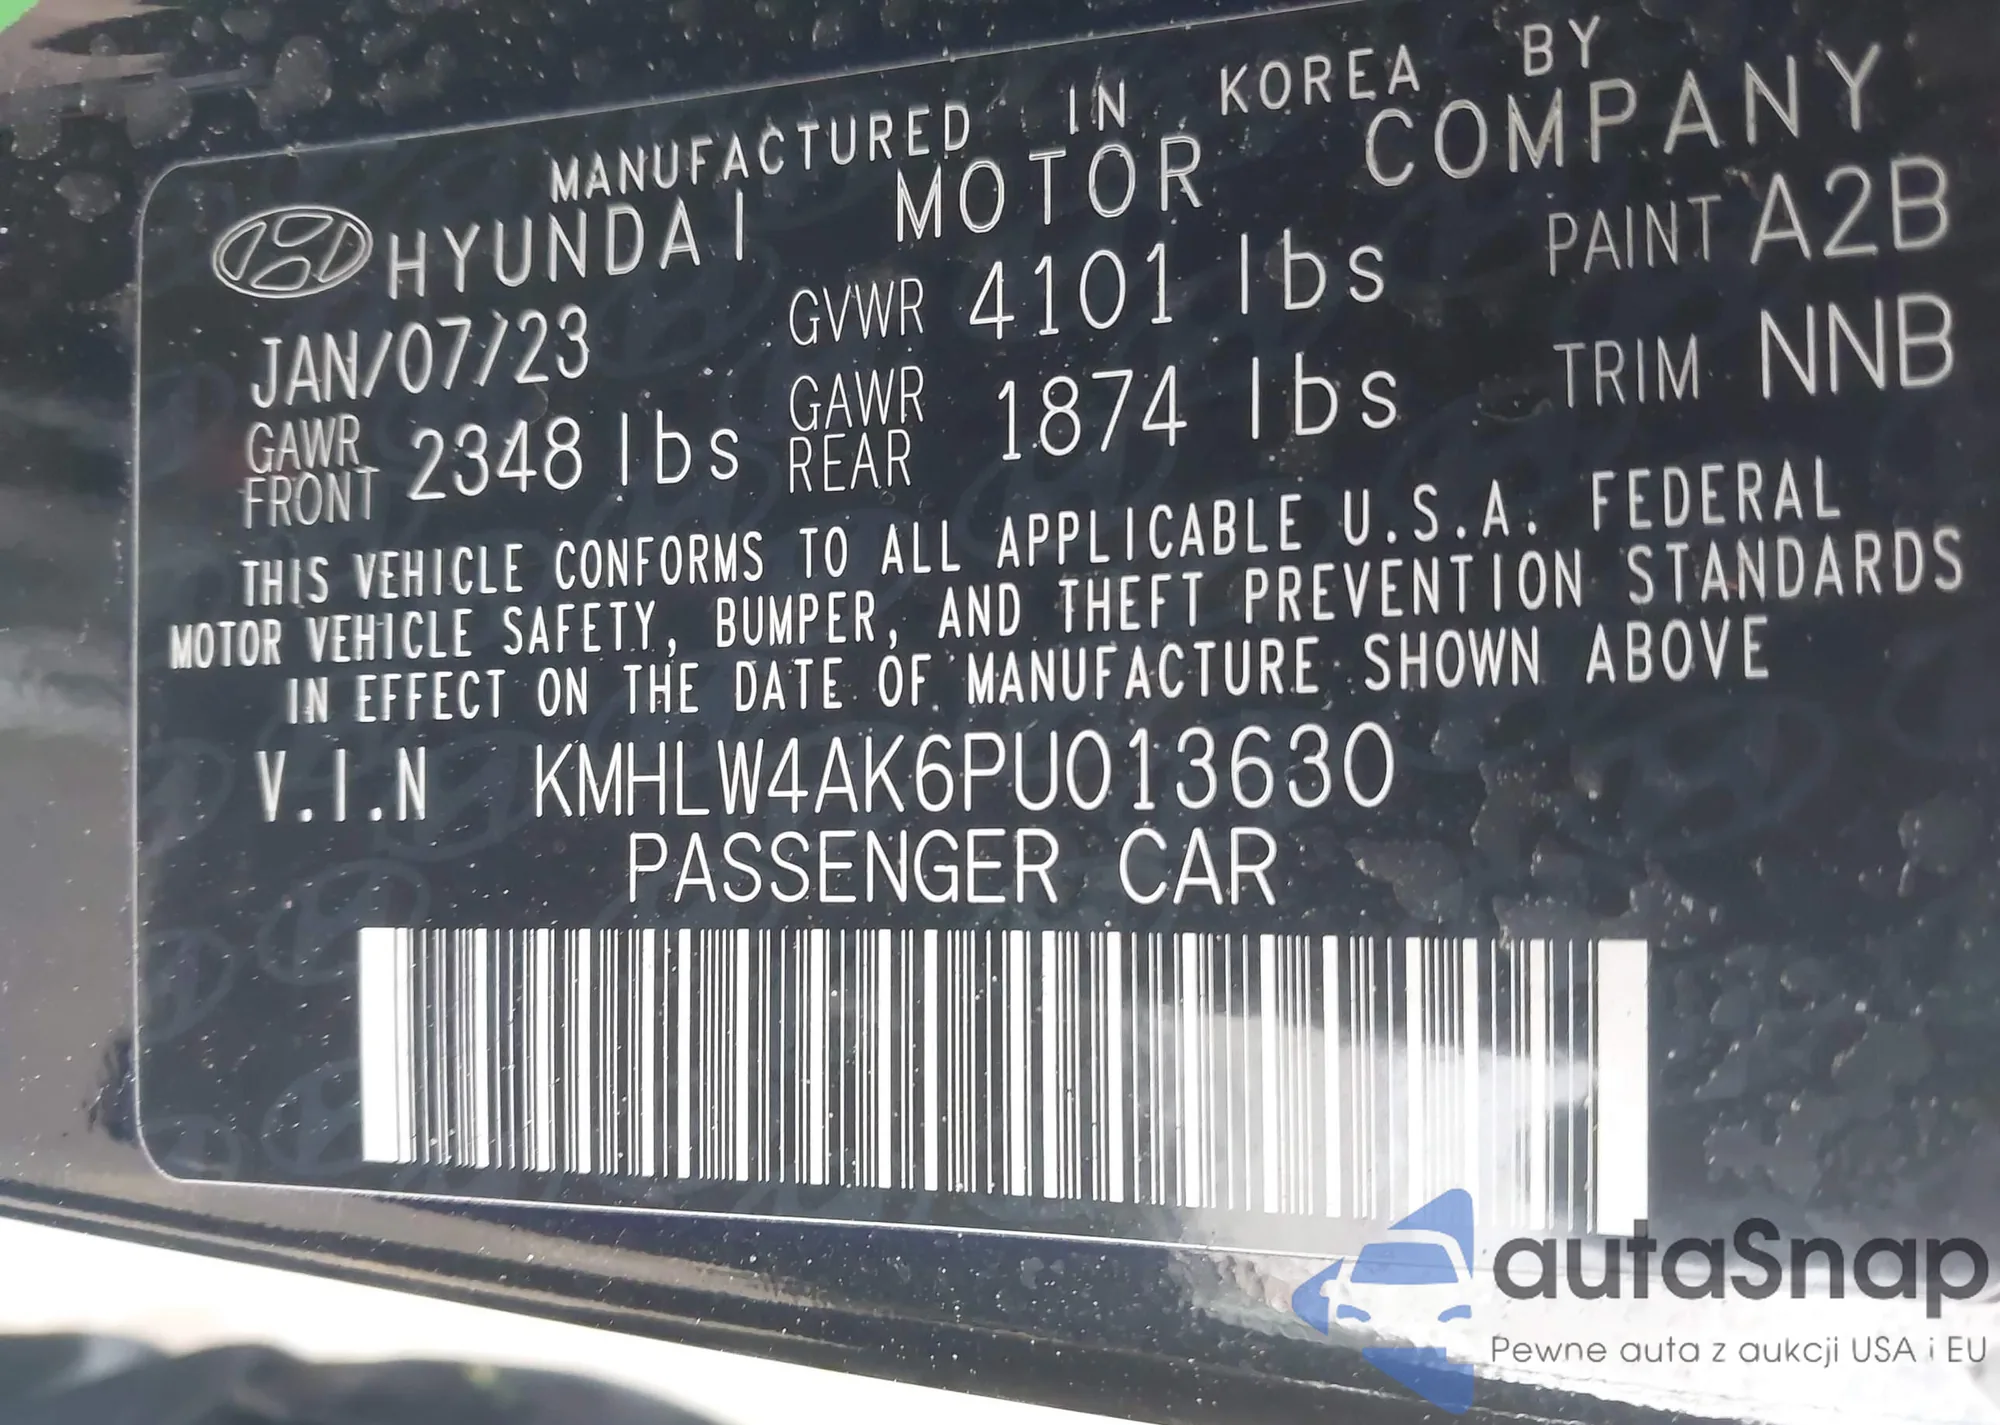 MANUFACTURED IN KOREA BY
HYUNDAI MOTOR COMPANY
JAN/07/23 GVWR 4101 lbs PAINT A2B
GAWR FRONT 2348 lbs GAWR REAR 1874 lbs TRIM NNB
THIS VEHICLE CONFORMS TO ALL APPLICABLE U.S.A. FEDERAL
MOTOR VEHICLE SAFETY, BUMPER, AND THEFT PREVENTION STANDARDS
IN EFFECT ON THE DATE OF MANUFACTURE SHOWN ABOVE
V.I.N KMHLW4AK6PU013630
PASSENGER CAR
autaSnap
Pewne auta z aukcji USA i EU